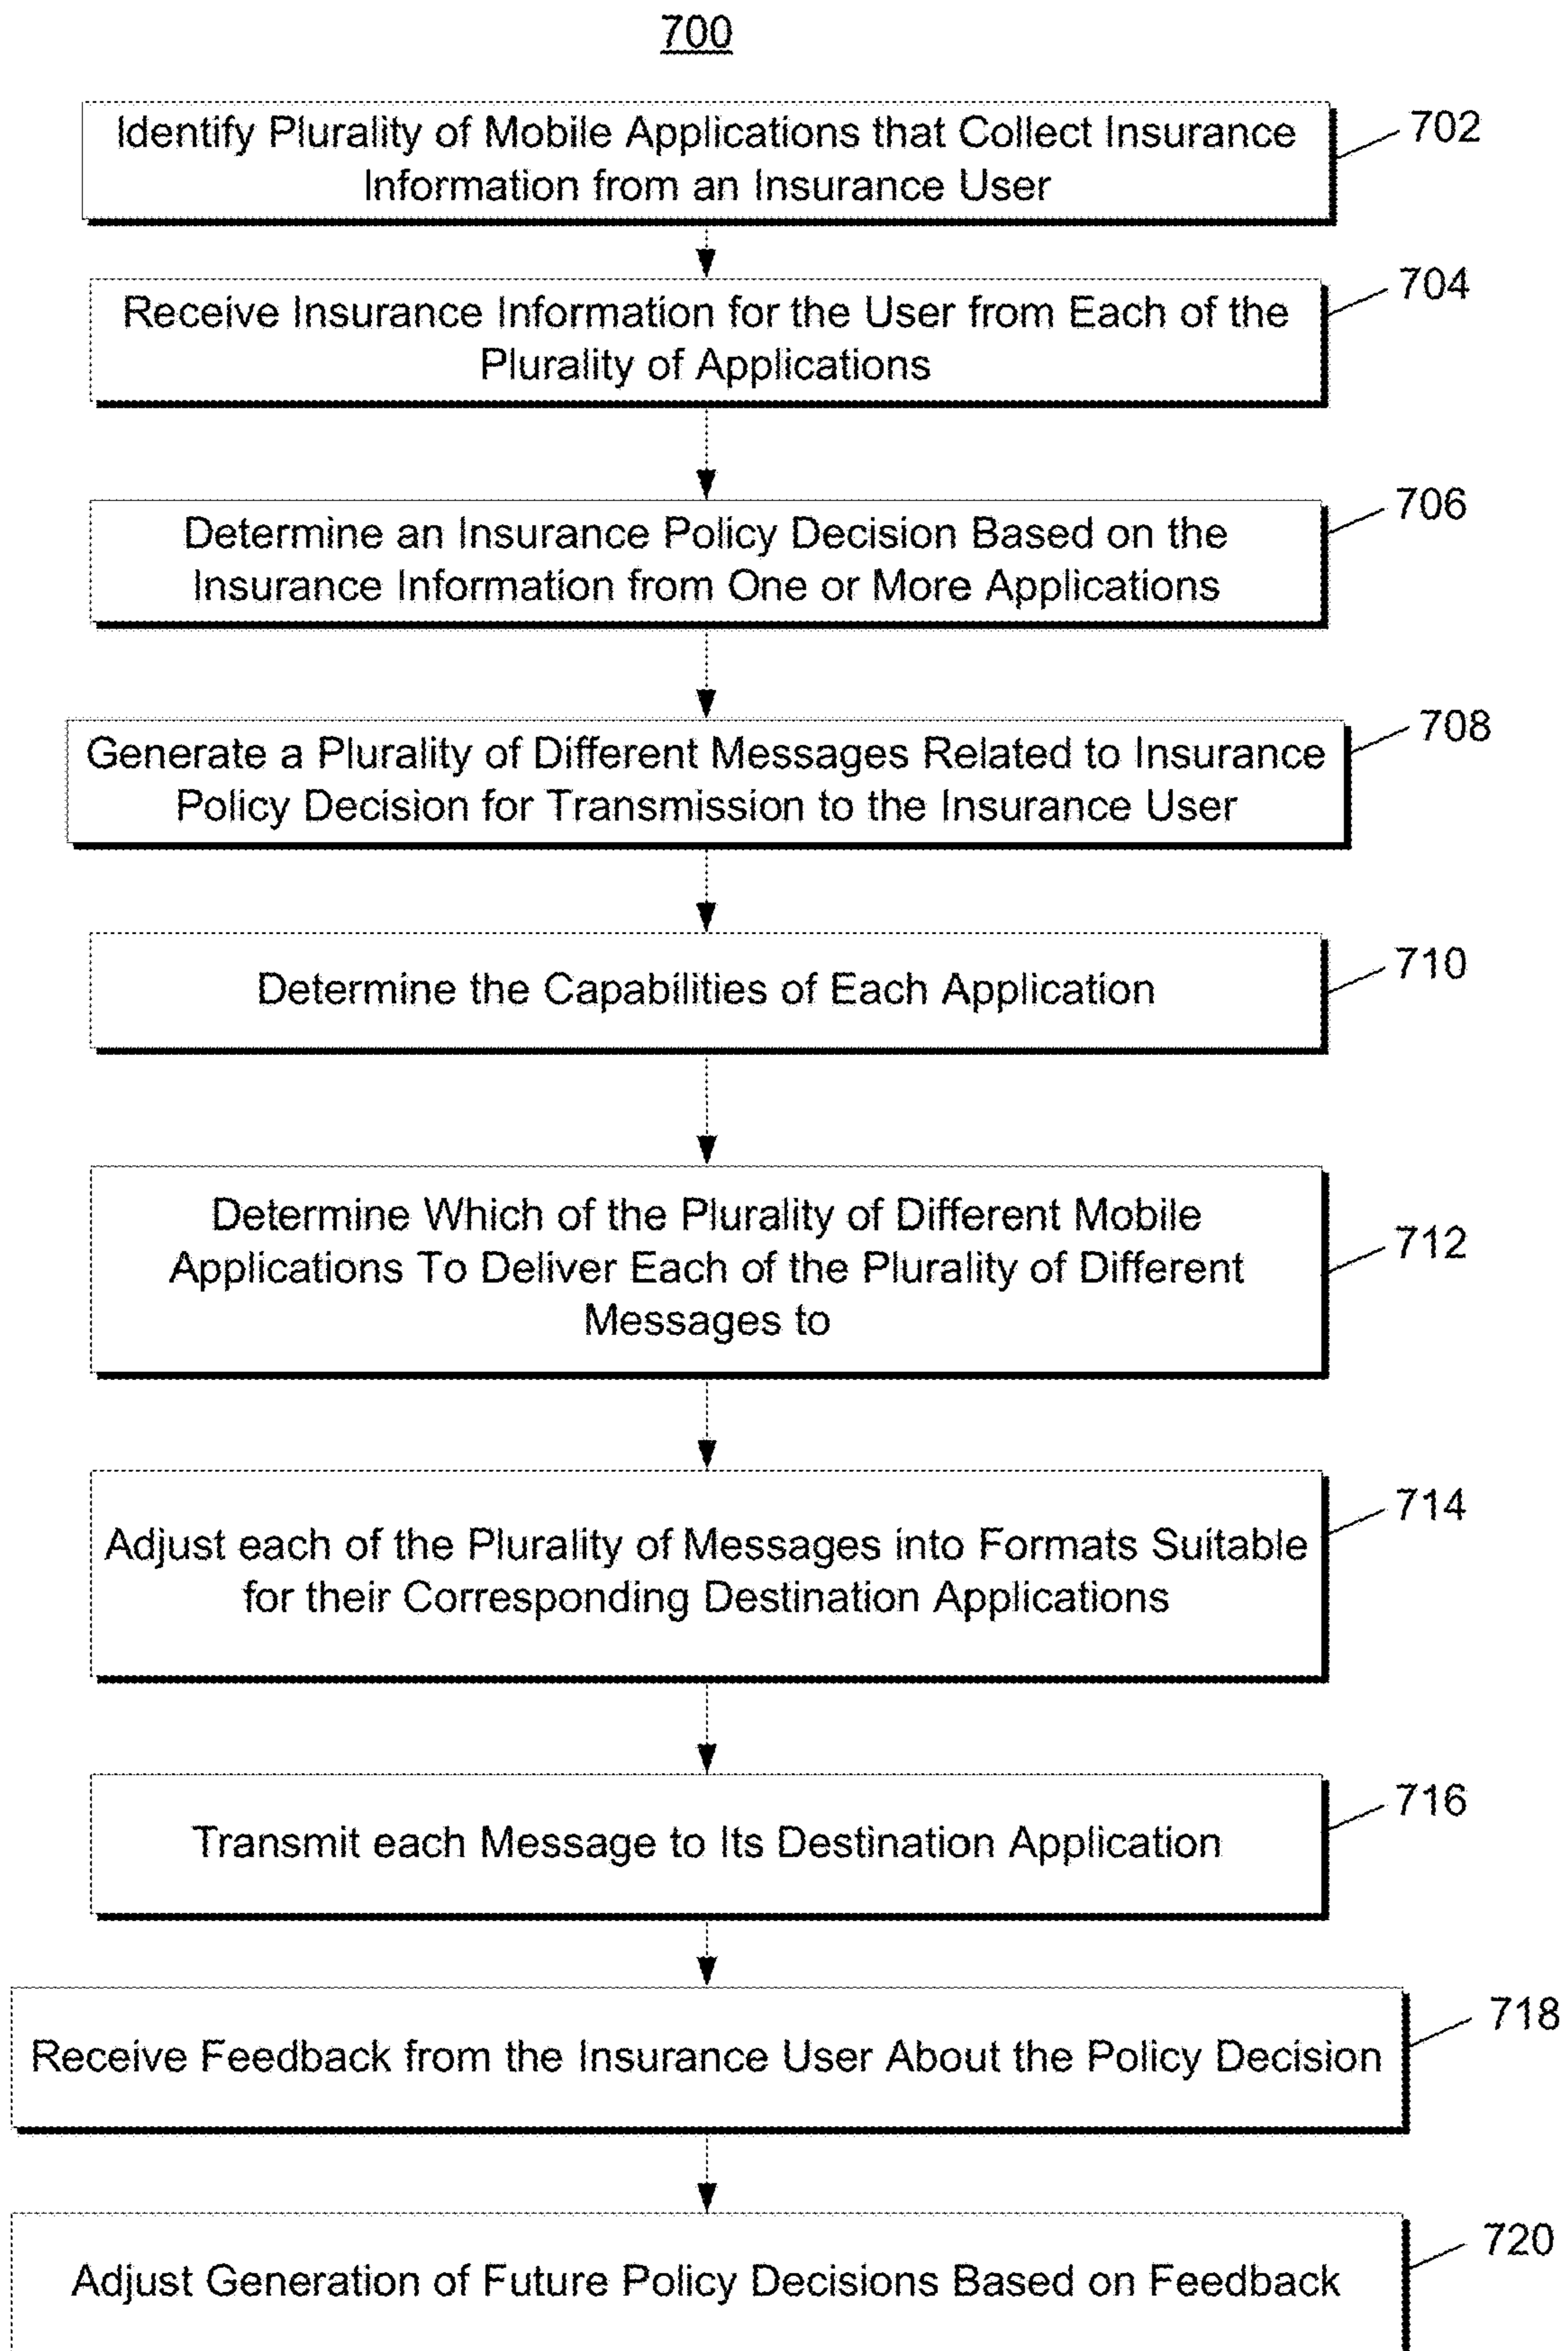 700
Identify Plurality of Mobile Applications that Collect Insurance
Information from an Insurance User
702
Receive Insurance Information for the User from Each of the
Plurality of Applications
704
Determine an Insurance Policy Decision Based on the
Insurance Information from One or More Applications
706
Generate a Plurality of Different Messages Related to Insurance
Policy Decision for Transmission to the Insurance User
708
Determine the Capabilities of Each Application
710
Determine Which of the Plurality of Different Mobile
Applications To Deliver Each of the Plurality of Different
Messages to
712
Adjust each of the Plurality of Messages into Formats Suitable
for their Corresponding Destination Applications
714
Transmit each Message to Its Destination Application
716
Receive Feedback from the Insurance User About the Policy Decision
718
Adjust Generation of Future Policy Decisions Based on Feedback
720